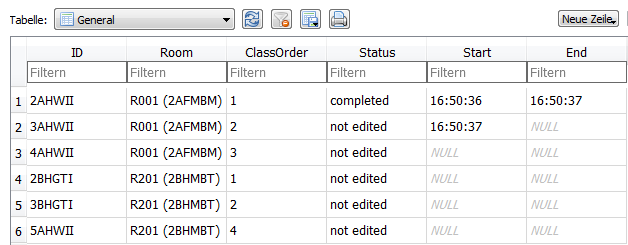 Tabelle: General Neue Zeile
ID Room ClassOrder Status Start End
Filtern Filtern Filtern Filtern Filtern Filtern
1 2AHWII R001 (2AFMBM) 1 completed 16:50:36 16:50:37
2 3AHWII R001 (2AFMBM) 2 not edited 16:50:37 NULL
3 4AHWII R001 (2AFMBM) 3 not edited NULL NULL
4 2BHGTI R201 (2BHMBT) 1 not edited NULL NULL
5 3BHGTI R201 (2BHMBT) 2 not edited NULL NULL
6 5AHWII R201 (2BHMBT) 4 not edited NULL NULL